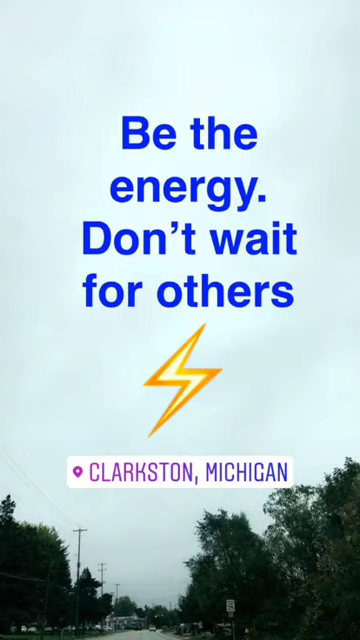 Be the
energy.
Don’t wait
for others
CLARKSTON, MICHIGAN